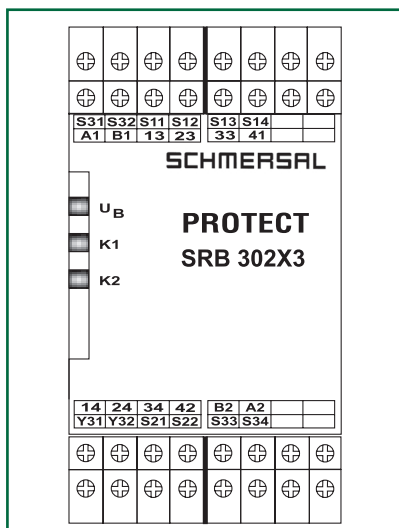 S31 S32 S11 S12 S13 S14
A1 B1 13 23 33 41
SCHMERSAL
UB
PROTECT
K1
SRB 302X3
K2
14 24 34 42 B2 A2
Y31 Y32 S21 S22 S33 S34